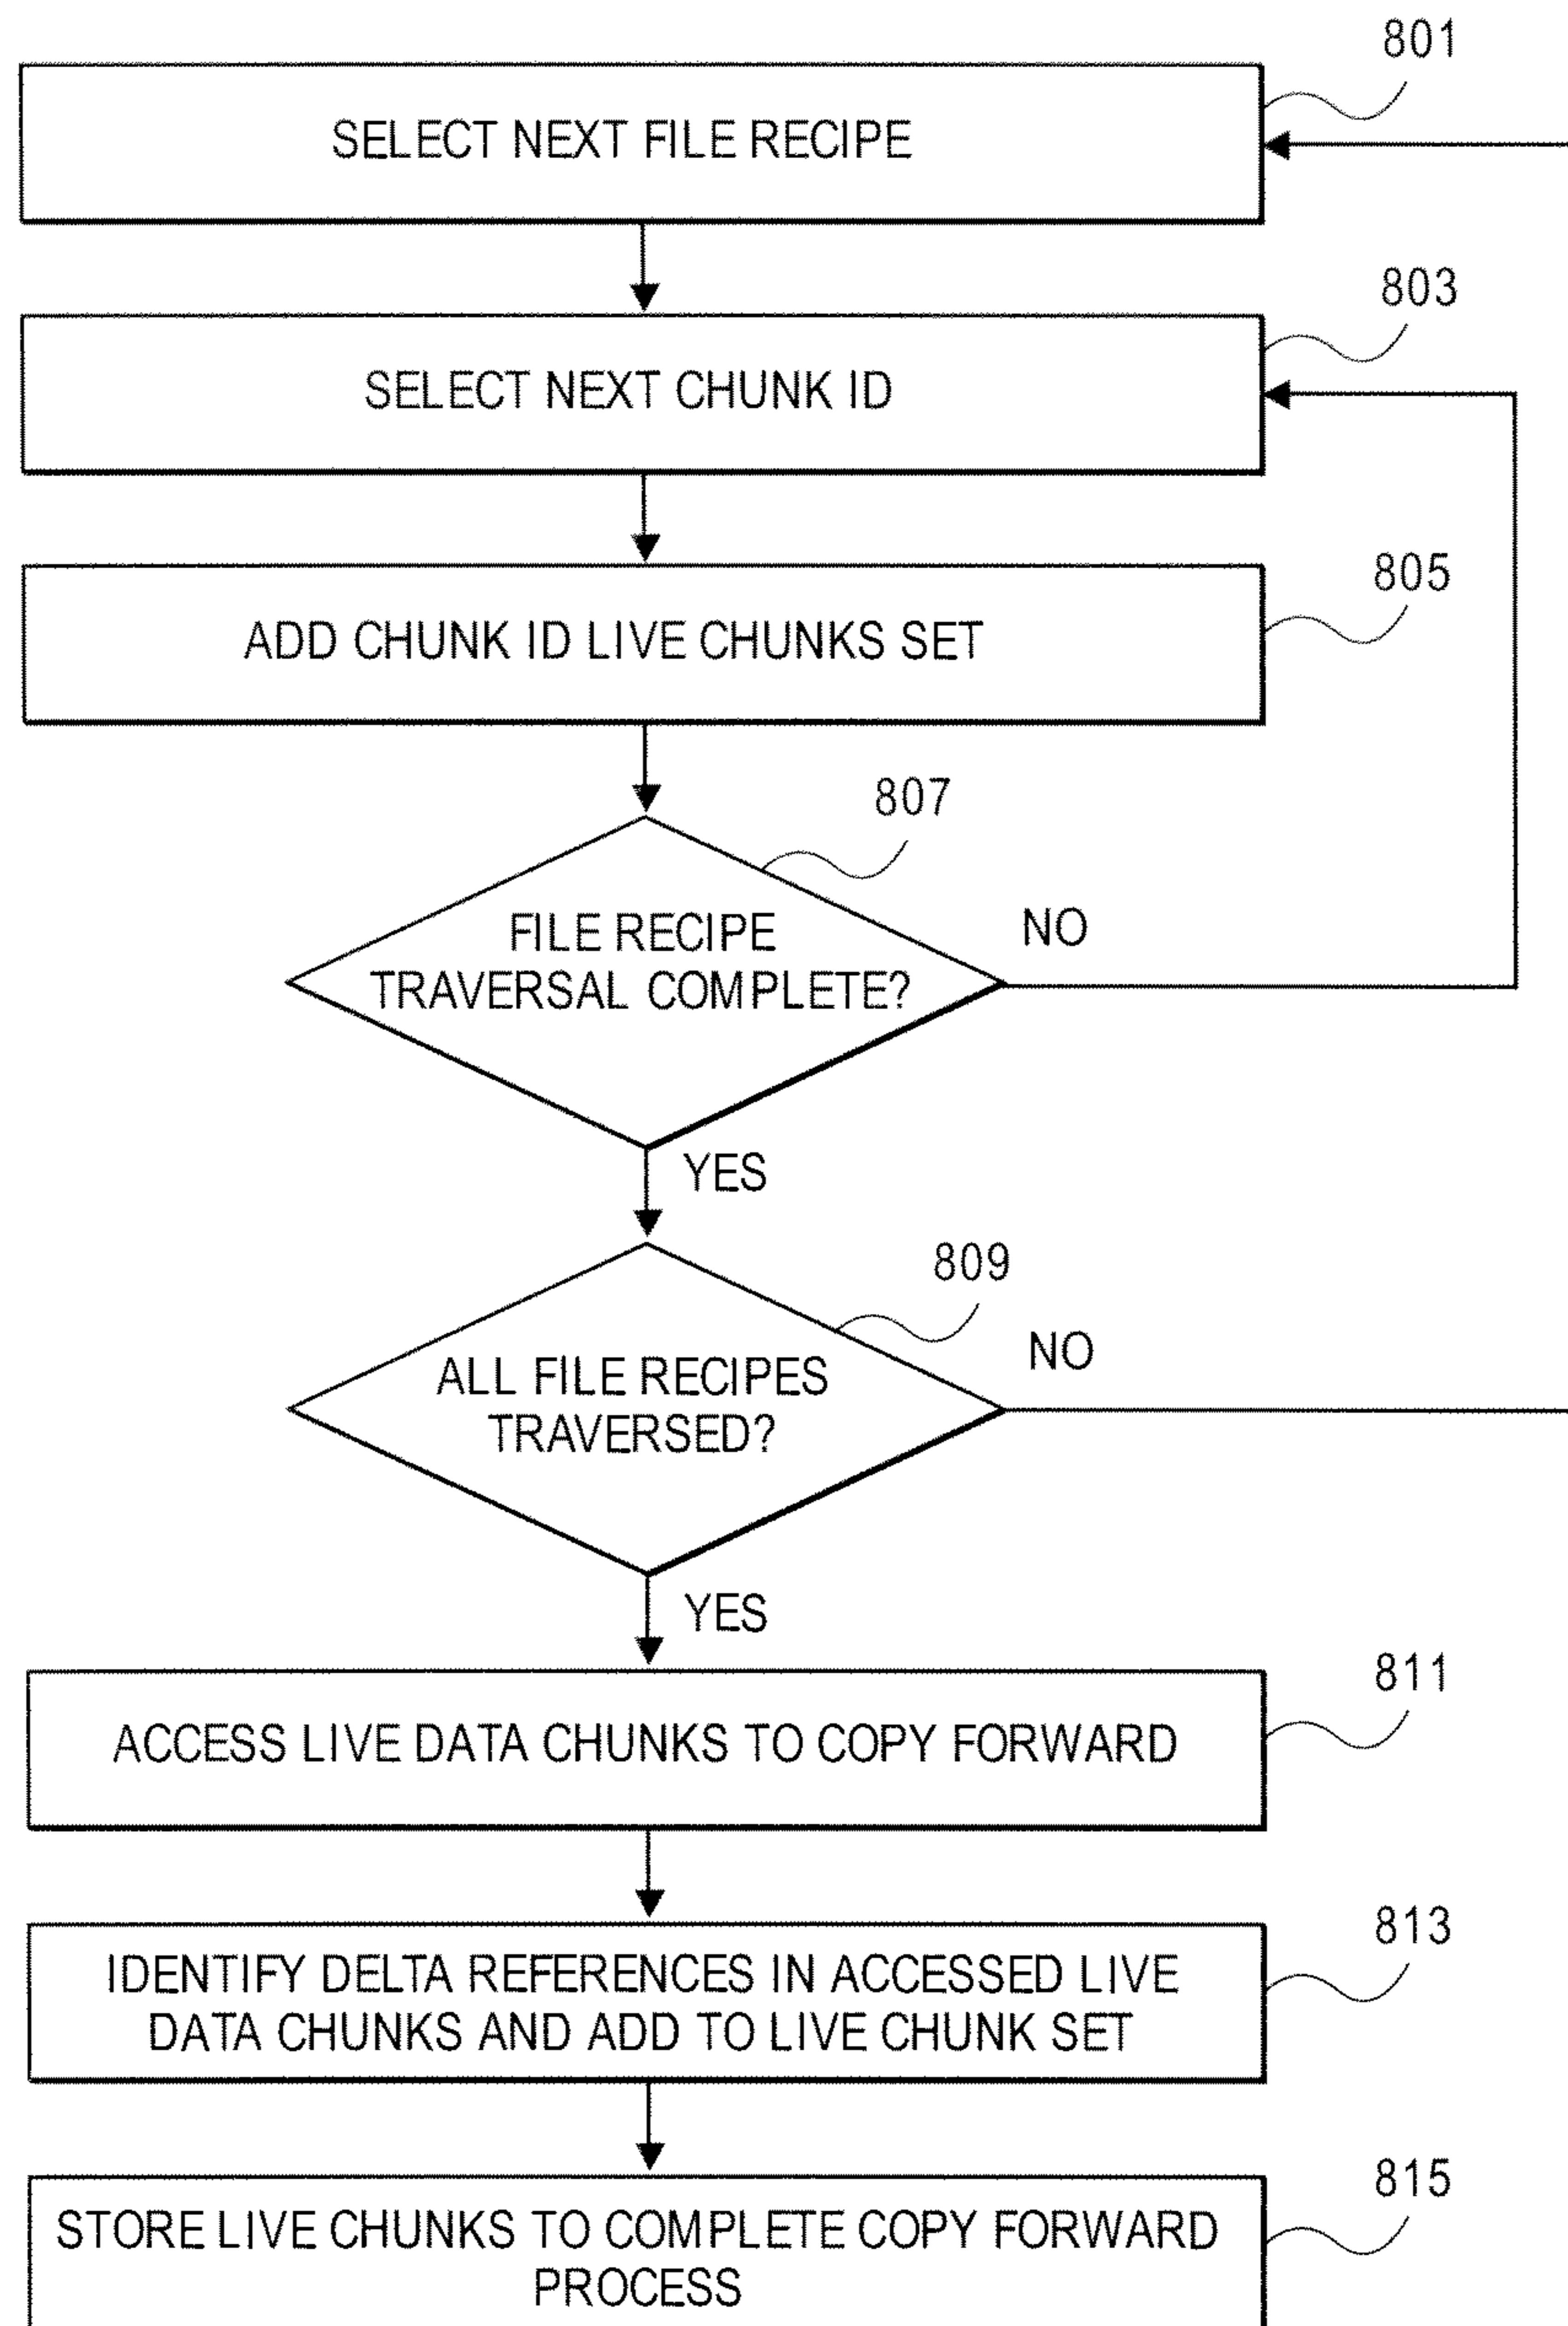 801
SELECT NEXT FILE RECIPE
803
SELECT NEXT CHUNK ID
805
ADD CHUNK ID LIVE CHUNKS SET
807
FILE RECIPE
TRAVERSAL COMPLETE?
NO
YES
809
ALL FILE RECIPES
TRAVERSED?
NO
YES
811
ACCESS LIVE DATA CHUNKS TO COPY FORWARD
813
IDENTIFY DELTA REFERENCES IN ACCESSED LIVE
DATA CHUNKS AND ADD TO LIVE CHUNK SET
815
STORE LIVE CHUNKS TO COMPLETE COPY FORWARD
PROCESS